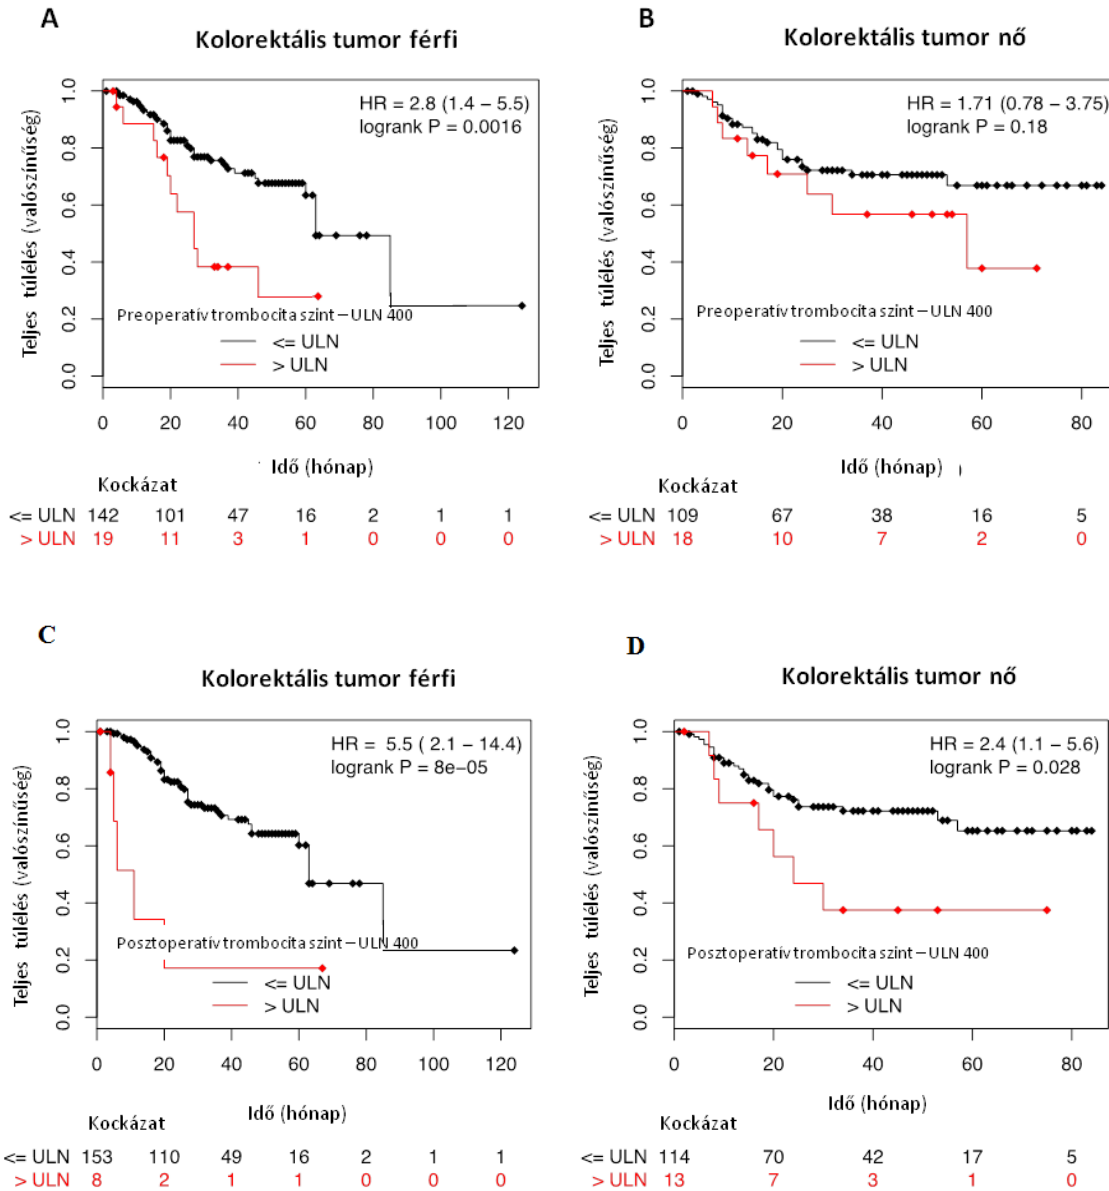 A
Kolorektális tumor férfi
HR = 2.8 (1.4 – 5.5)
logrank P = 0.0016
Teljes túlélés (valószínűség)
1.0
0.8
0.6
0.4
0.2
0.0
Preoperatív trombocita szint – ULN 400
<= ULN
> ULN
0 20 40 60 80 100 120
Idő (hónap)
Kockázat
<= ULN 142 101 47 16 2 1 1
> ULN 19 11 3 1 0 0 0
B
Kolorektális tumor nő
HR = 1.71 (0.78 – 3.75)
logrank P = 0.18
Teljes túlélés (valószínűség)
1.0
0.8
0.6
0.4
0.2
0.0
Preoperatív trombocita szint – ULN 400
<= ULN
> ULN
0 20 40 60 80
Idő (hónap) )
Kockázat
<= ULN 109 67 38 16 5
> ULN 18 10 7 2 0
C
Kolorektális tumor férfi
HR = 5.5 ( 2.1 – 14.4)
logrank P = 8e−05
Teljes túlélés (valószínűség)
1.0
0.8
0.6
0.4
0.2
0.0
Posztoperatív trombocita szint – ULN 400
<= ULN
> ULN
0 20 40 60 80 100 120
Idő (hónap)
Kockázat
<= ULN 153 110 49 16 2 1 1
> ULN 8 2 1 1 0 0 0
D
Kolorektális tumor nő
HR = 2.4 (1.1 – 5.6)
logrank P = 0.028
Teljes túlélés (valószínűség)
1.0
0.8
0.6
0.4
0.2
0.0
Posztoperatív trombocita szint – ULN 400
<= ULN
> ULN
0 20 40 60 80
Idő (hónap)
Kockázat
<= ULN 114 70 42 17 5
> ULN 13 7 3 1 0